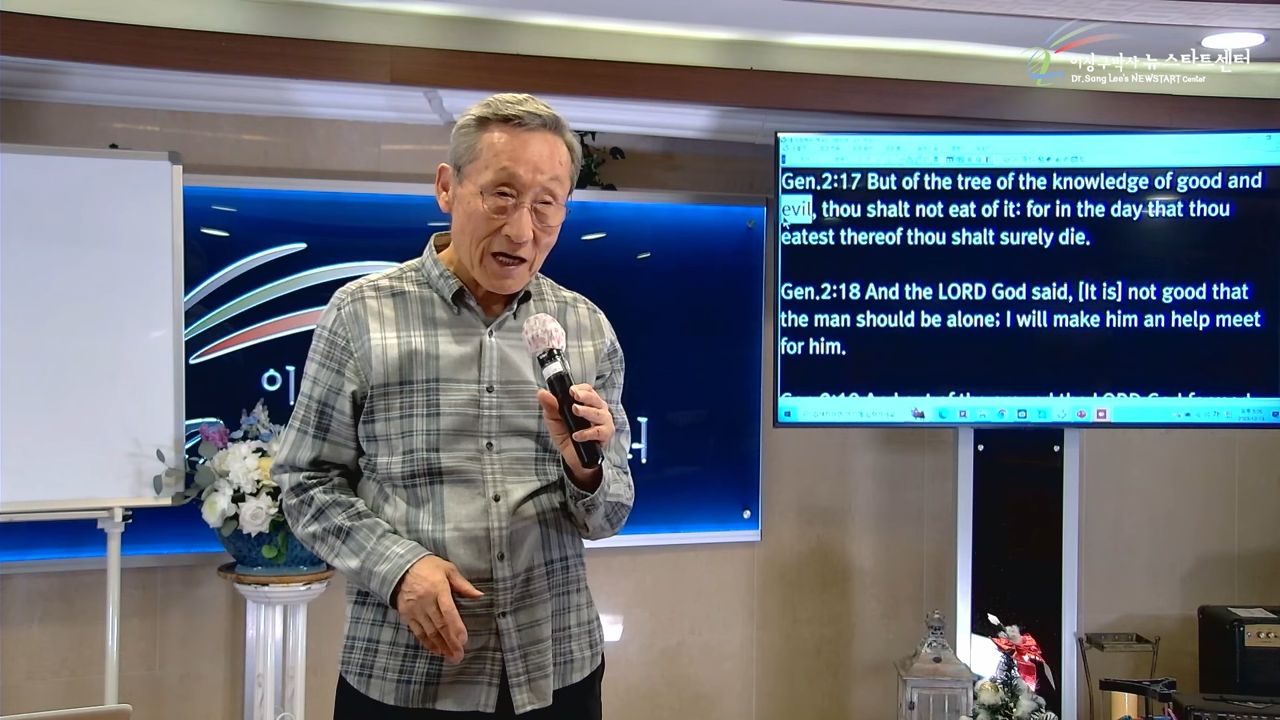 이상구박사 뉴스타트센터
Dr.Sang Lee's NEWSTART Center
Gen.2:17 But of the tree of the knowledge of good and
evil, thou shalt not eat of it: for in the day that thou
eatest thereof thou shalt surely die.
Gen.2:18 And the LORD God said, [It is] not good that
the man should be alone; I will make him an help meet
for him.
이